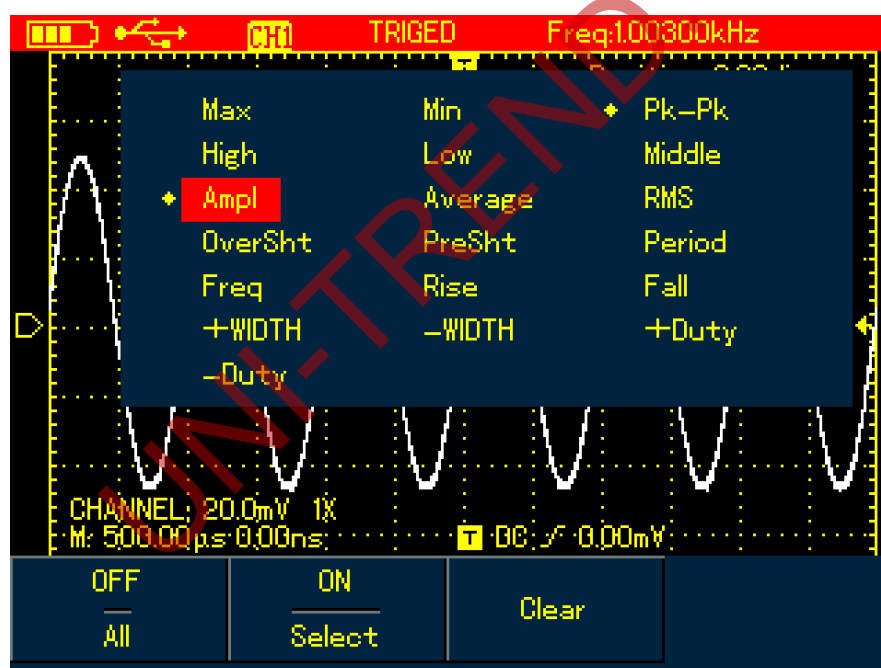 CH1 TRIGED Freq:1.00300kHz
T
Max Min Pk-Pk
High Low Middle
Ampl Average RMS
OverSht PreSht Period
Freq Rise Fall
+WIDTH -WIDTH +Duty
-Duty
UNI-TREND
CHANNEL: 20.0mV 1X
M: 500.00µs 0.00ns T DC 0.00mV
OFF ON Clear
All Select